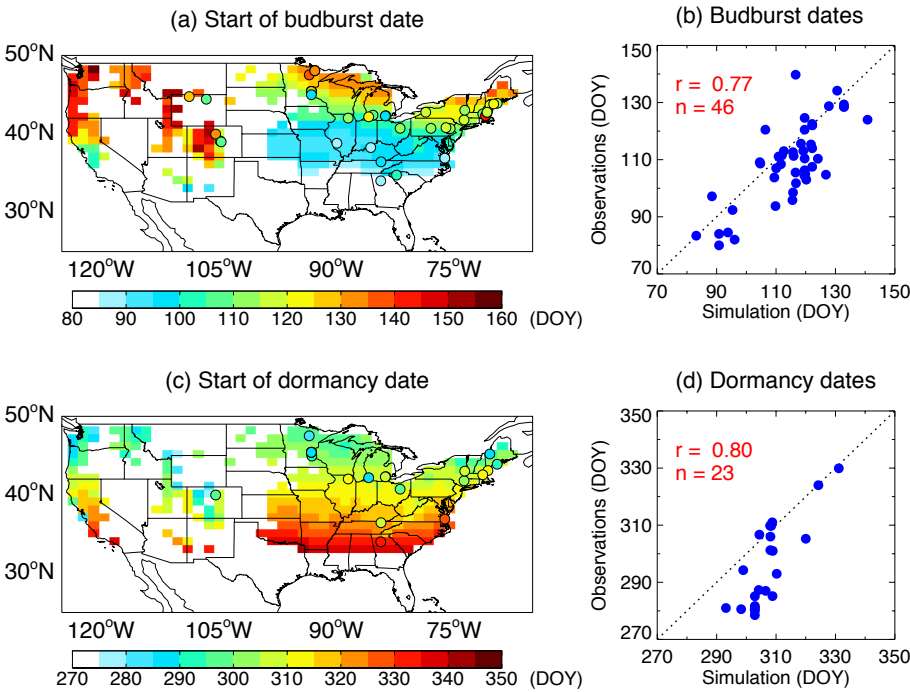 (a) Start of budburst date
50°N
40°N
30°N
120°W 105°W 90°W 75°W
80 90 100 110 120 130 140 150 160 (DOY)
(b) Budburst dates
150
130
110
90
70
Observations (DOY)
r = 0.77
n = 46
70 90 110 130 150
Simulation (DOY)
(c) Start of dormancy date
50°N
40°N
30°N
120°W 105°W 90°W 75°W
270 280 290 300 310 320 330 340 350 (DOY)
(d) Dormancy dates
350
330
310
290
270
Observations (DOY)
r = 0.80
n = 23
270 290 310 330 350
Simulation (DOY)